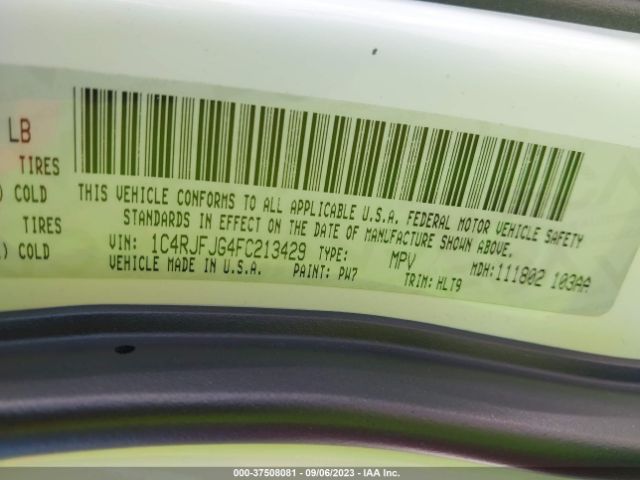 LB
TIRES
) COLD
TIRES
) COLD
THIS VEHICLE CONFORMS TO ALL APPLICABLE U.S.A. FEDERAL MOTOR VEHICLE SAFETY
STANDARDS IN EFFECT ON THE DATE OF MANUFACTURE SHOWN ABOVE.
VIN: 1C4RJFJG4FC213429 TYPE: MPV MDH:111802 103AA
VEHICLE MADE IN U.S.A. PAINT: PW7 TRIM: HLT9
000-37508081 - 09/06/2023 - IAA Inc.